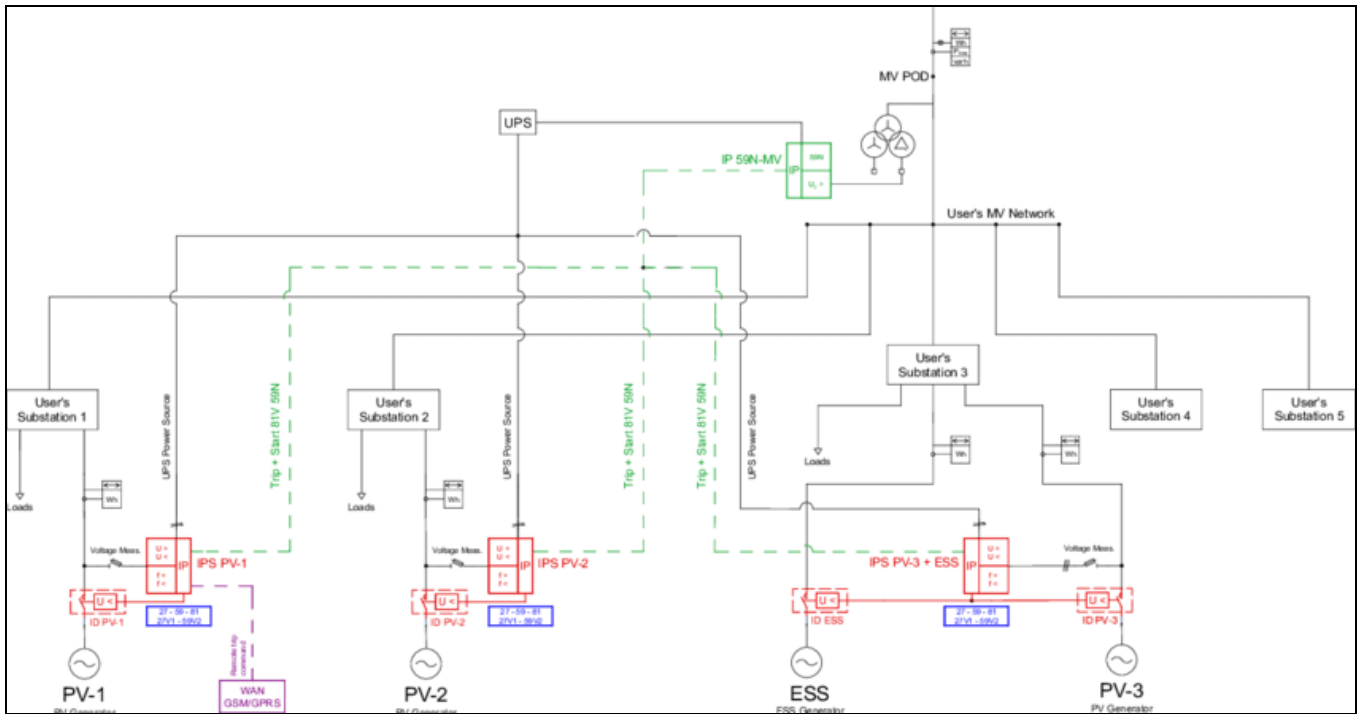 Wh
MV POD
UPS
IP 59N-MV
59N
IP
User's MV Network
User's
Substation 1
User's
Substation 2
User's
Substation 3
User's
Substation 4
User's
Substation 5
UPS Power Source
Trip + Start 81V 59N
UPS Power Source
Trip + Start 81V 59N
Trip + Start 81V 59N
UPS Power Source
Loads
Loads
Loads
Wh
Wh
Wh
Wh
Voltage Meas.
U >
U <
f >
f <
IP
IPS PV-1
Voltage Meas.
U >
U <
f >
f <
IP
IPS PV-2
IPS PV-3 + ESS
U >
U <
f >
f <
IP
Voltage Meas.
U <
ID PV-1
27 - 59 - 81
27V1 - 59V2
U <
ID PV-2
27 - 59 - 81
27V1 - 59V2
U <
ID ESS
27 - 59 - 81
27V1 - 59V2
U <
ID PV-3
Remote trip
command
WAN
GSM/GPRS
PV-1
PV Generator
PV-2
PV Generator
ESS
ESS Generator
PV-3
PV Generator